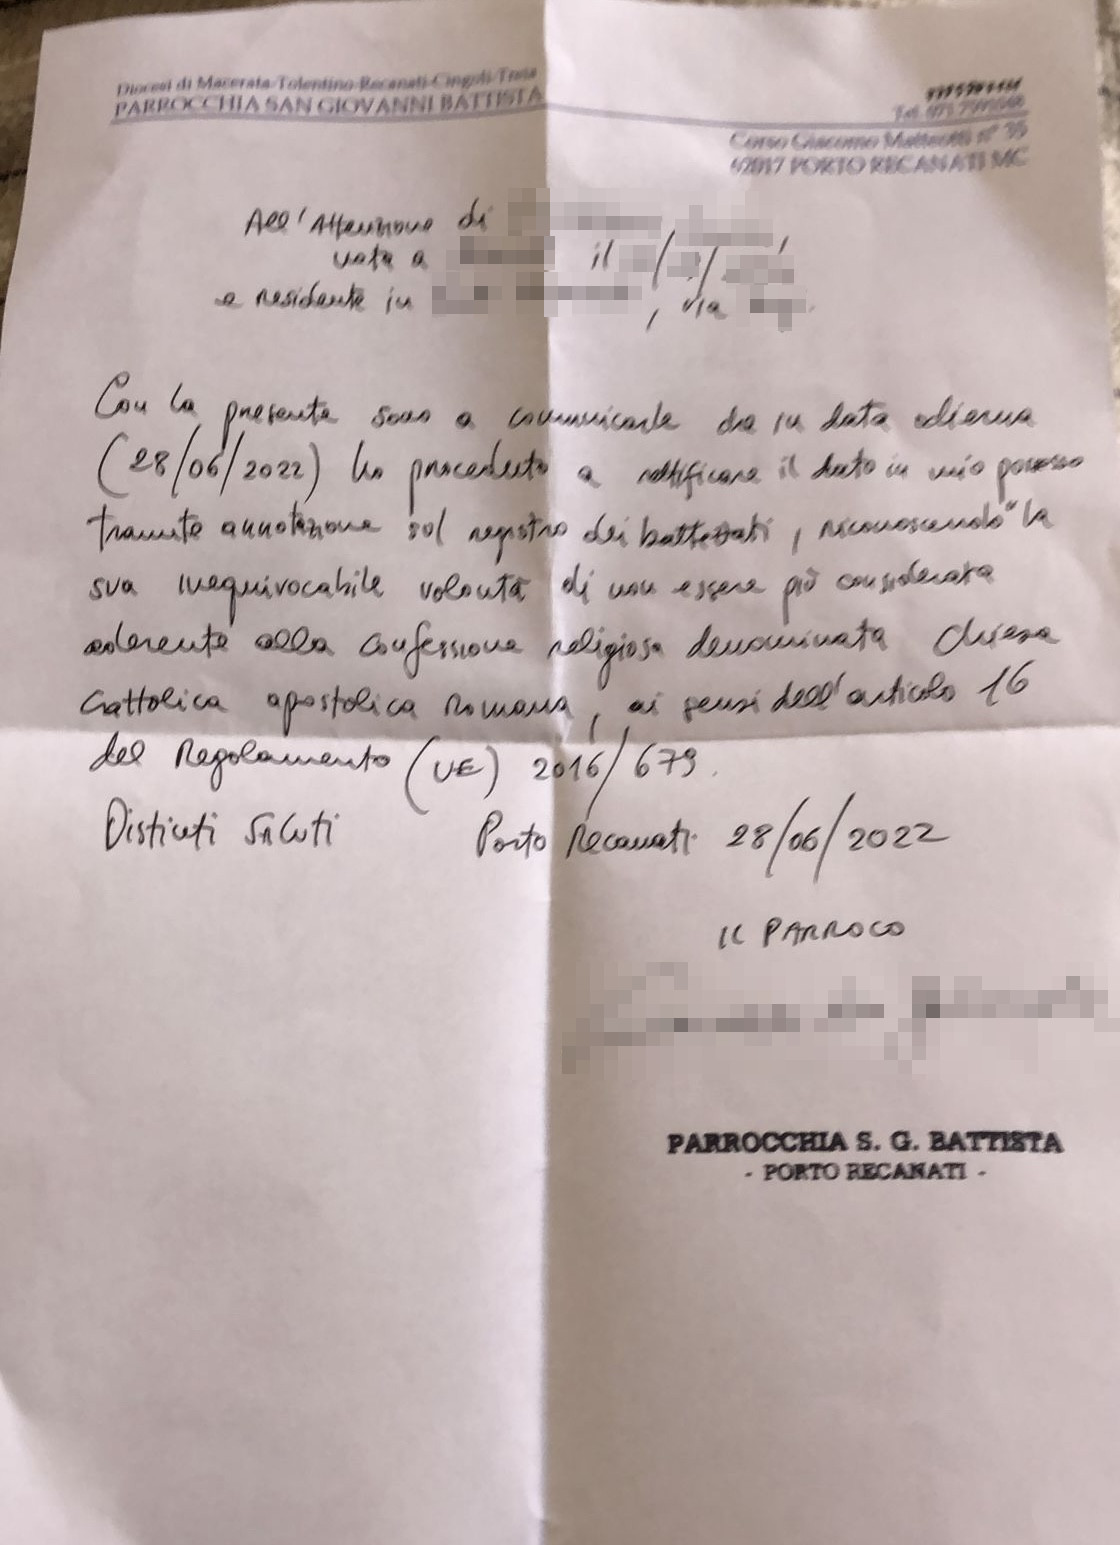 Diocesi di Macerata-Tolentino-Recanati-Cingoli-Treia
PARROCCHIA SAN GIOVANNI BATTISTA
Tel. 071
Corso Giacomo Matteotti n°
62017 PORTO RECANATI MC
All'Attenzione di
nata a il / /
e residente in , via
Con la presente sono a comunicarle che in data odierna
(28/06/2022) ho proceduto a rettificare il dato in mio possesso
tramite annotazione sul registro dei battezzati, riconoscendo "la
sua inequivocabile volontà di non essere più considerata
aderente alla confessione religiosa denominata Chiesa
Cattolica apostolica romana, ai sensi dell'articolo 16
del Regolamento (UE) 2016/679.
Distinti Saluti Porto Recanati 28/06/2022
IL PARROCO
PARROCCHIA S. G. BATTISTA
- PORTO RECANATI -